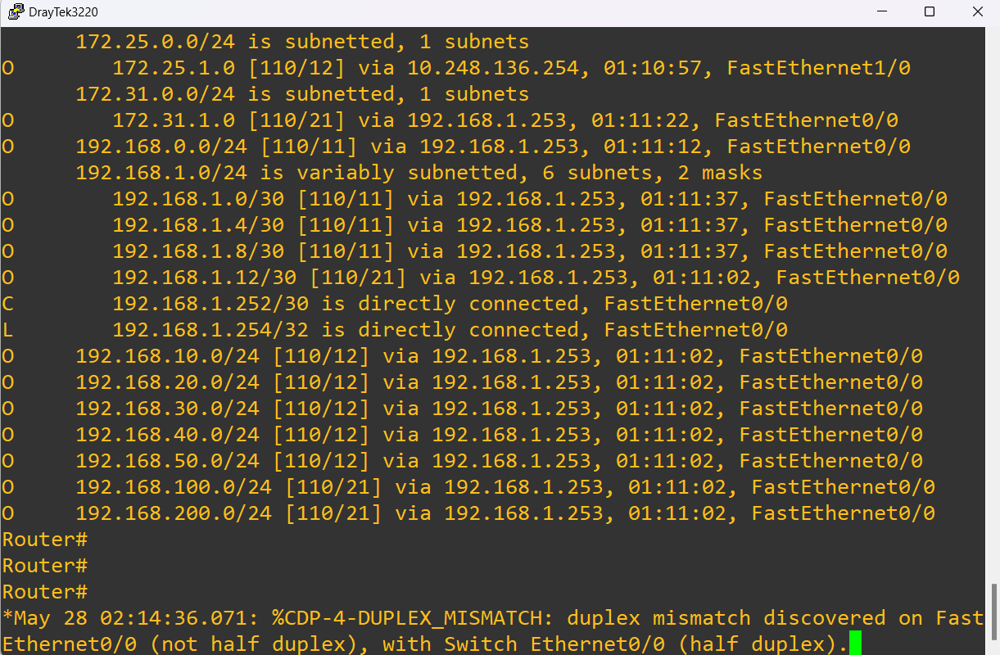 DrayTek3220
172.25.0.0/24 is subnetted, 1 subnets
O 172.25.1.0 [110/12] via 10.248.136.254, 01:10:57, FastEthernet1/0
172.31.0.0/24 is subnetted, 1 subnets
O 172.31.1.0 [110/21] via 192.168.1.253, 01:11:22, FastEthernet0/0
O 192.168.0.0/24 [110/11] via 192.168.1.253, 01:11:12, FastEthernet0/0
192.168.1.0/24 is variably subnetted, 6 subnets, 2 masks
O 192.168.1.0/30 [110/11] via 192.168.1.253, 01:11:37, FastEthernet0/0
O 192.168.1.4/30 [110/11] via 192.168.1.253, 01:11:37, FastEthernet0/0
O 192.168.1.8/30 [110/11] via 192.168.1.253, 01:11:37, FastEthernet0/0
O 192.168.1.12/30 [110/21] via 192.168.1.253, 01:11:02, FastEthernet0/0
C 192.168.1.252/30 is directly connected, FastEthernet0/0
L 192.168.1.254/32 is directly connected, FastEthernet0/0
O 192.168.10.0/24 [110/12] via 192.168.1.253, 01:11:02, FastEthernet0/0
O 192.168.20.0/24 [110/12] via 192.168.1.253, 01:11:02, FastEthernet0/0
O 192.168.30.0/24 [110/12] via 192.168.1.253, 01:11:02, FastEthernet0/0
O 192.168.40.0/24 [110/12] via 192.168.1.253, 01:11:02, FastEthernet0/0
O 192.168.50.0/24 [110/12] via 192.168.1.253, 01:11:02, FastEthernet0/0
O 192.168.100.0/24 [110/21] via 192.168.1.253, 01:11:02, FastEthernet0/0
O 192.168.200.0/24 [110/21] via 192.168.1.253, 01:11:02, FastEthernet0/0
Router#
Router#
Router#
*May 28 02:14:36.071: %CDP-4-DUPLEX_MISMATCH: duplex mismatch discovered on Fast
Ethernet0/0 (not half duplex), with Switch Ethernet0/0 (half duplex).